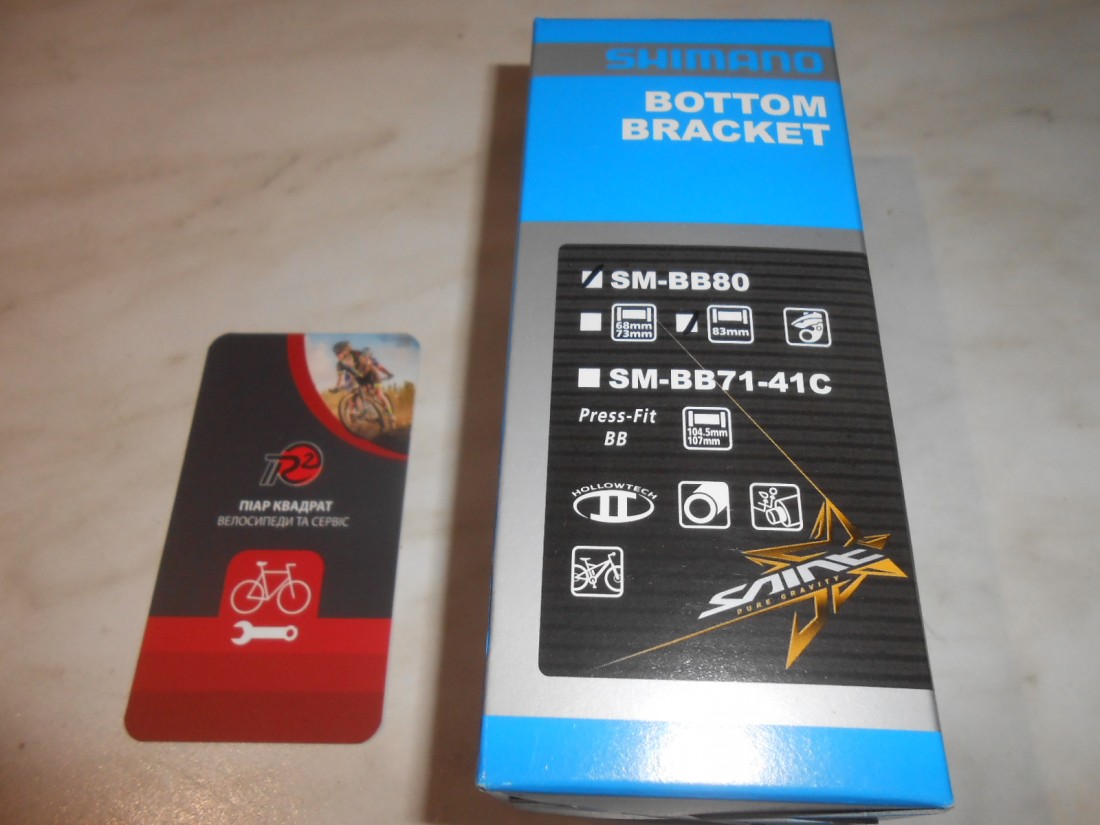 SHIMANO
BOTTOM
BRACKET
SM-BB80
68mm
73mm
83mm
SM-BB71-41C
Press-Fit
BB
104.5mm
107mm
HOLLOWTECH
II
SAINT
PURE GRAVITY
R2
ПІАР КВАДРАТ
ВЕЛОСИПЕДИ ТА СЕРВІС